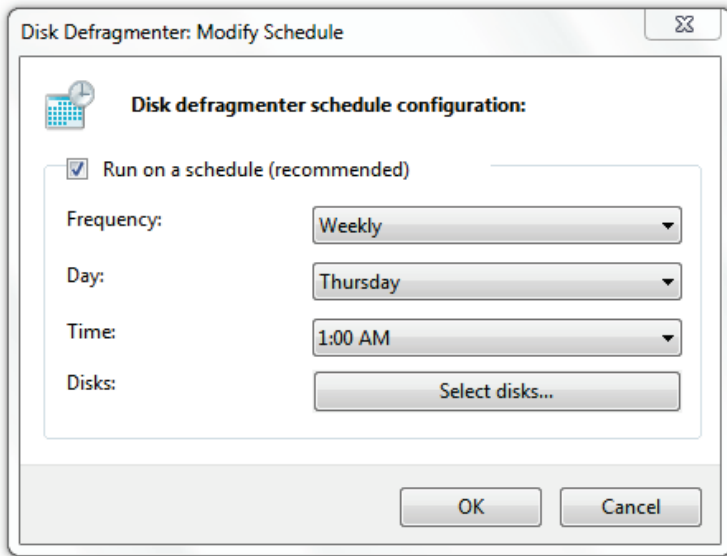 Disk Defragmenter: Modify Schedule
Disk defragmenter schedule configuration:
Run on a schedule (recommended)
Frequency: Weekly
Day: Thursday
Time: 1:00 AM
Disks: Select disks...
OK Cancel